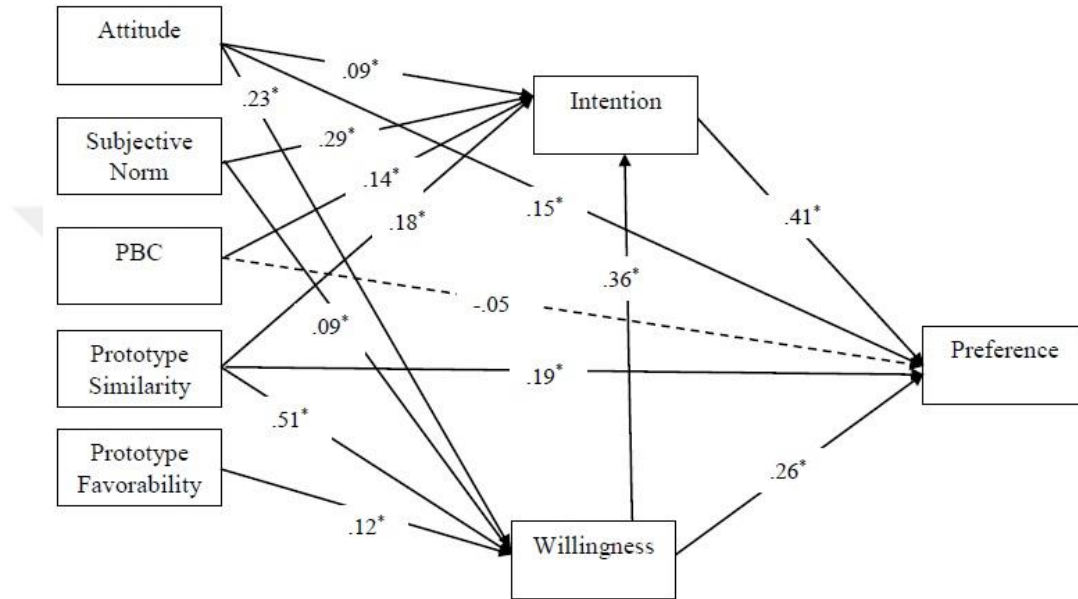 Attitude
.09*
.23*
Intention
Subjective
Norm
.29*
.14*
.15*
.18*
.41*
PBC
.36*
-.05
.09*
Prototype
Similarity
.19*
Preference
.51*
Prototype
Favorability
.26*
.12*
Willingness